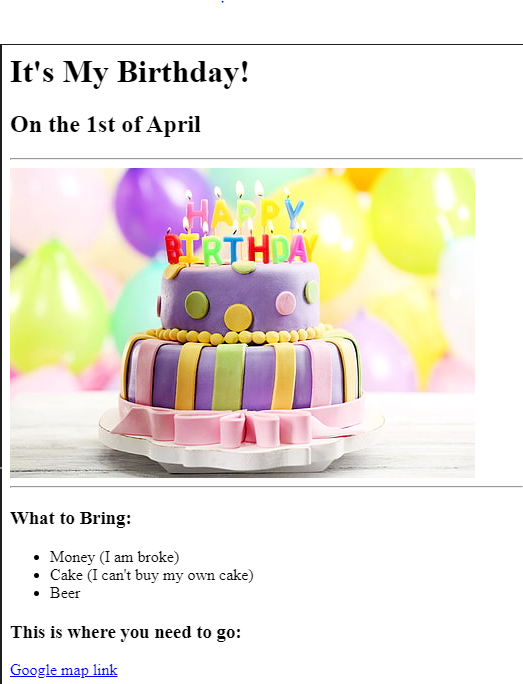 It's My Birthday!
On the 1st of April
HAPPY
BIRTHDAY
What to Bring:
Money (I am broke)
Cake (I can't buy my own cake)
Beer
This is where you need to go:
Google map link